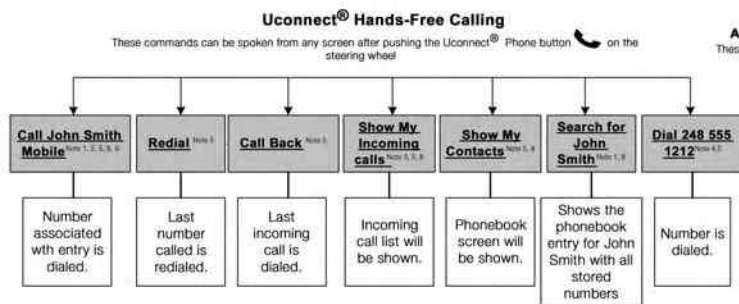 Uconnect® Hands-Free Calling
These commands can be spoken from any screen after pushing the Uconnect® Phone button on the
steering wheel
A
Thes
Call John Smith
Mobile
Redial
Call Back
Show My
Incoming
calls
Show My
Contacts
Search for
John
Smith
Dial 248 555
1212
Number
associated
wth entry is
dialed.
Last
number
called is
redialed.
Last
incoming
call is
dialed.
Incoming
call list will
be shown.
Phonebook
screen will
be shown.
Shows the
phonebook
entry for John
Smith with all
stored
numbers
Number is
dialed.